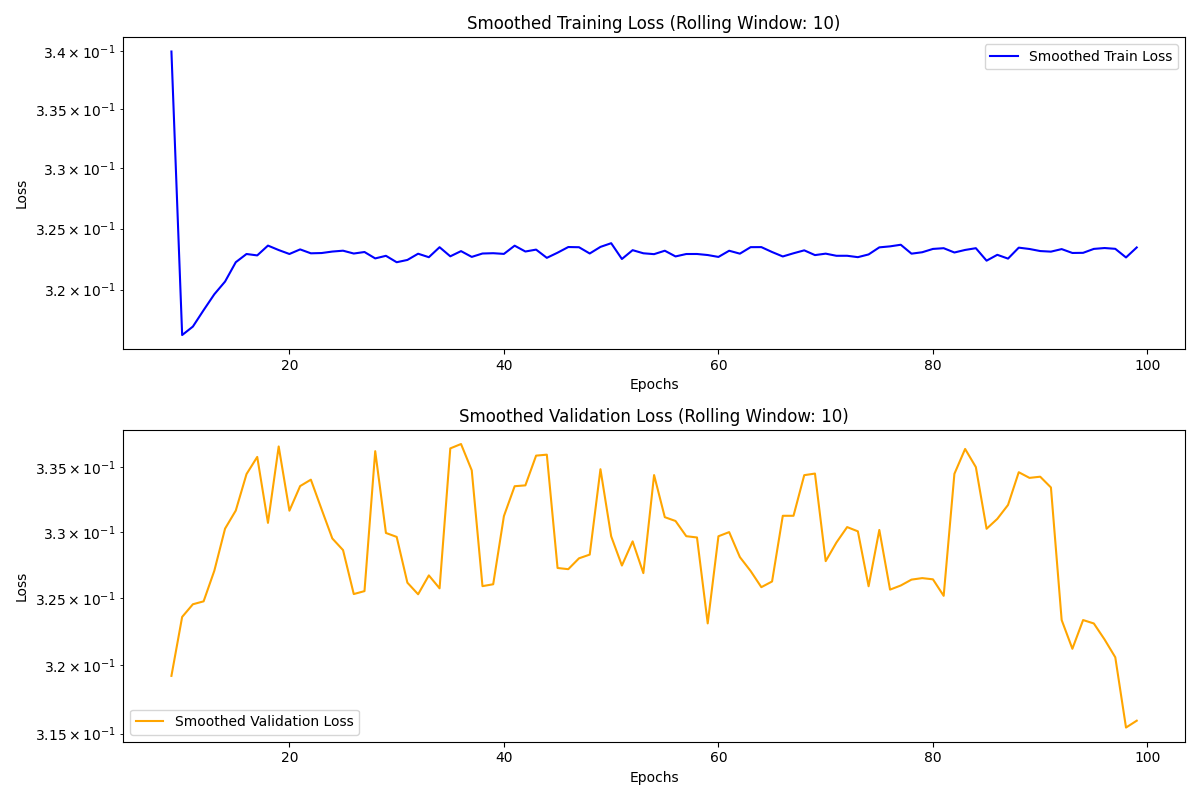 Smoothed Training Loss (Rolling Window: 10)
3.4 × 10⁻¹
Smoothed Train Loss
3.35 × 10⁻¹
3.3 × 10⁻¹
Loss
3.25 × 10⁻¹
3.2 × 10⁻¹
20 40 60 80 100
Epochs
Smoothed Validation Loss (Rolling Window: 10)
3.35 × 10⁻¹
3.3 × 10⁻¹
Loss
3.25 × 10⁻¹
3.2 × 10⁻¹
Smoothed Validation Loss
3.15 × 10⁻¹
20 40 60 80 100
Epochs